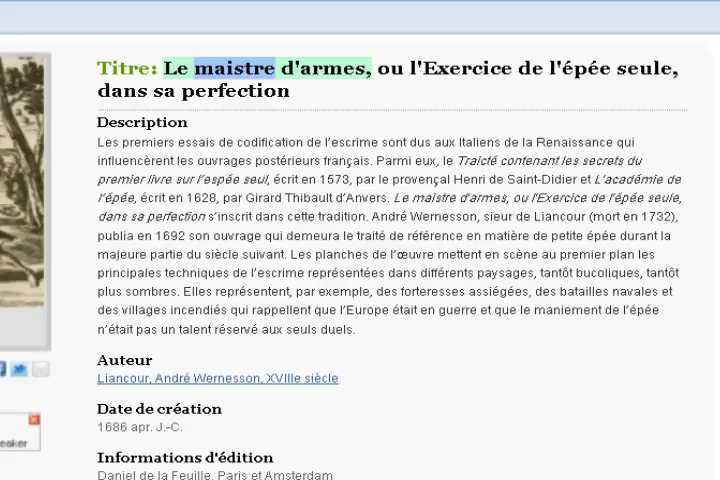 Titre: Le maistre d'armes, ou l'Exercice de l'épée seule,
dans sa perfection
Description
Les premiers essais de codification de l'escrime sont dus aux Italiens de la Renaissance qui
influencèrent les ouvrages postérieurs français. Parmi eux, le Traicté contenant les secrets du
premier livre sur l'espée seul, écrit en 1573, par le provençal Henri de Saint-Didier et L'académie de
l'épée, écrit en 1628, par Girard Thibault d'Anvers. Le maistre d'armes, ou l'Exercice de l'épée seule,
dans sa perfection s'inscrit dans cette tradition. André Wernesson, sieur de Liancour (mort en 1732),
publia en 1692 son ouvrage qui demeura le traité de référence en matière de petite épée durant la
majeure partie du siècle suivant. Les planches de l'œuvre mettent en scène au premier plan les
principales techniques de l'escrime représentées dans différents paysages, tantôt bucoliques, tantôt
plus sombres. Elles représentent, par exemple, des forteresses assiégées, des batailles navales et
des villages incendiés qui rappellent que l'Europe était en guerre et que le maniement de l'épée
n'était pas un talent réservé aux seuls duels.
Auteur
Liancour, André Wernesson, XVIIIe siècle
Date de création
1686 apr. J.-C.
Informations d'édition
Daniel de la Feuille, Paris et Amsterdam